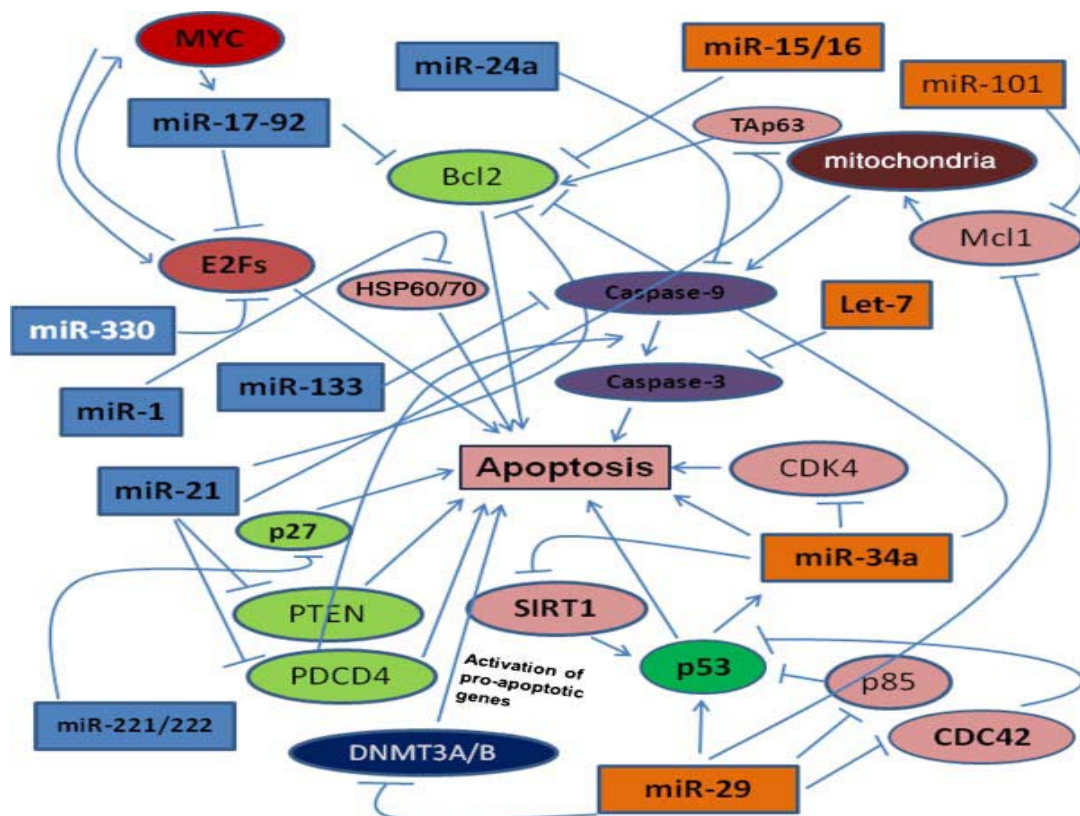 MYC
miR-24a
miR-15/16
miR-101
miR-17-92
TAp63
mitochondria
Bcl2
Mcl1
E2Fs
HSP60/70
Caspase-9
Let-7
miR-330
miR-133
Caspase-3
miR-1
Apoptosis
CDK4
miR-21
p27
miR-34a
PTEN
SIRT1
PDCD4
Activation of
pro-apoptotic
genes
p53
p85
miR-221/222
CDC42
DNMT3A/B
miR-29